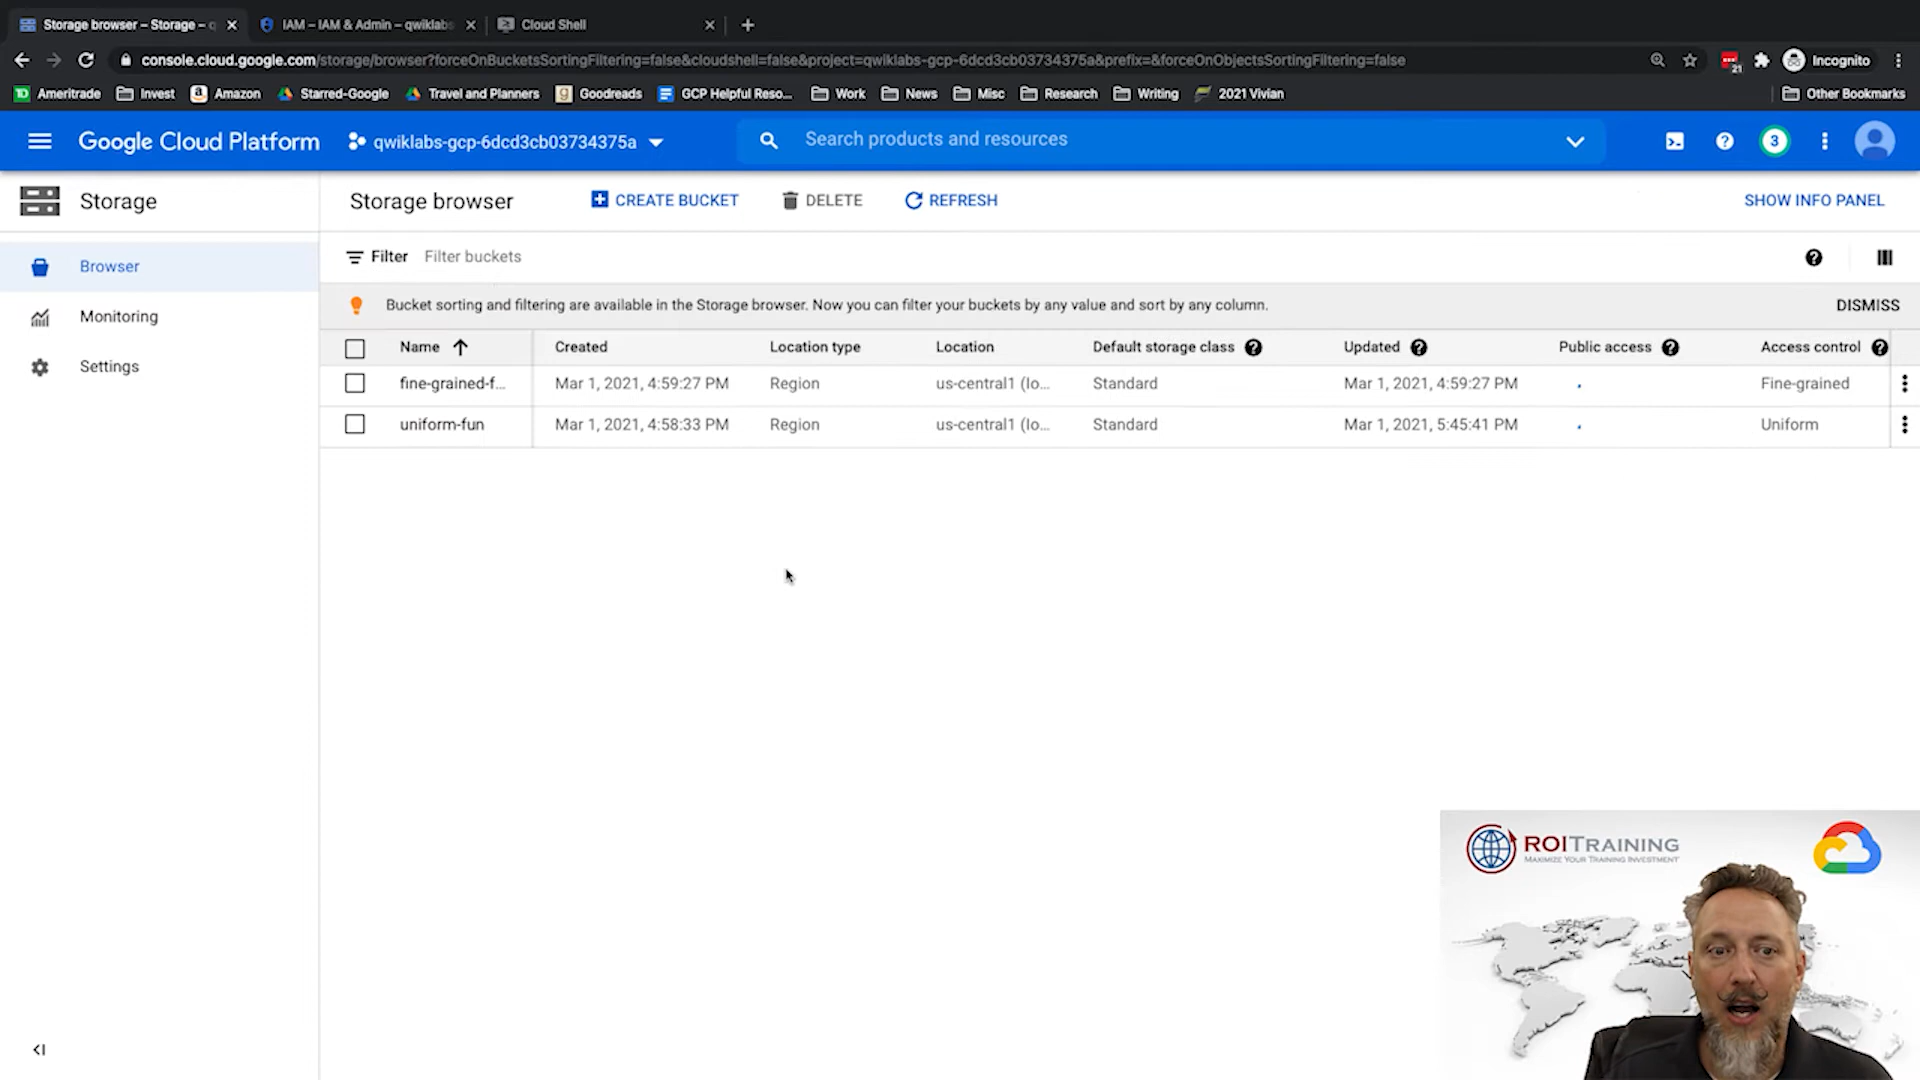 Storage browser – Storage – q
IAM – IAM & Admin – qwiklabs
Cloud Shell
console.cloud.google.com/storage/browser?forceOnBucketsSortingFiltering=false&cloudshell=false&project=qwiklabs-gcp-6dcd3cb03734375a&prefix=&forceOnObjectsSortingFiltering=false
21
Incognito
Ameritrade
Invest
Amazon
Starred-Google
Travel and Planners
Goodreads
GCP Helpful Reso...
Work
News
Misc
Research
Writing
2021 Vivian
Other Bookmarks
Google Cloud Platform
qwiklabs-gcp-6dcd3cb03734375a
Search products and resources
3
Storage
Storage browser
CREATE BUCKET
DELETE
REFRESH
SHOW INFO PANEL
Browser
Monitoring
Settings
Filter
Filter buckets
Bucket sorting and filtering are available in the Storage browser. Now you can filter your buckets by any value and sort by any column.
DISMISS
Name Created Location type Location Default storage class Updated Public access Access control
fine-grained-f... Mar 1, 2021, 4:59:27 PM Region us-central1 (Io... Standard Mar 1, 2021, 4:59:27 PM Fine-grained
uniform-fun Mar 1, 2021, 4:58:33 PM Region us-central1 (Io... Standard Mar 1, 2021, 5:45:41 PM Uniform
ROITRAINING
MAXIMIZE YOUR TRAINING INVESTMENT